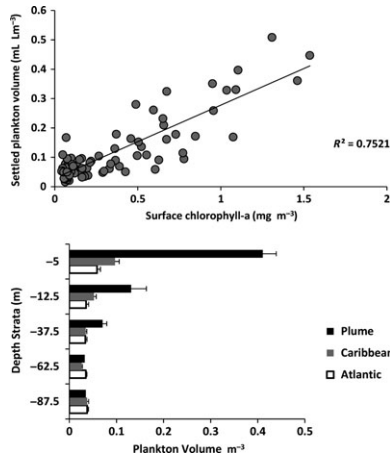 Settled plankton volume (mL Lm⁻³)
0.6
0.5
0.4
0.3
0.2
0.1
0
0 0.5 1 1.5 2
R² = 0.7521
Surface chlorophyll-a (mg m⁻³)
Depth Strata (m)
–5
–12.5
–37.5
–62.5
–87.5
Plume
Caribbean
Atlantic
0 0.1 0.2 0.3 0.4 0.5
Plankton Volume m⁻³